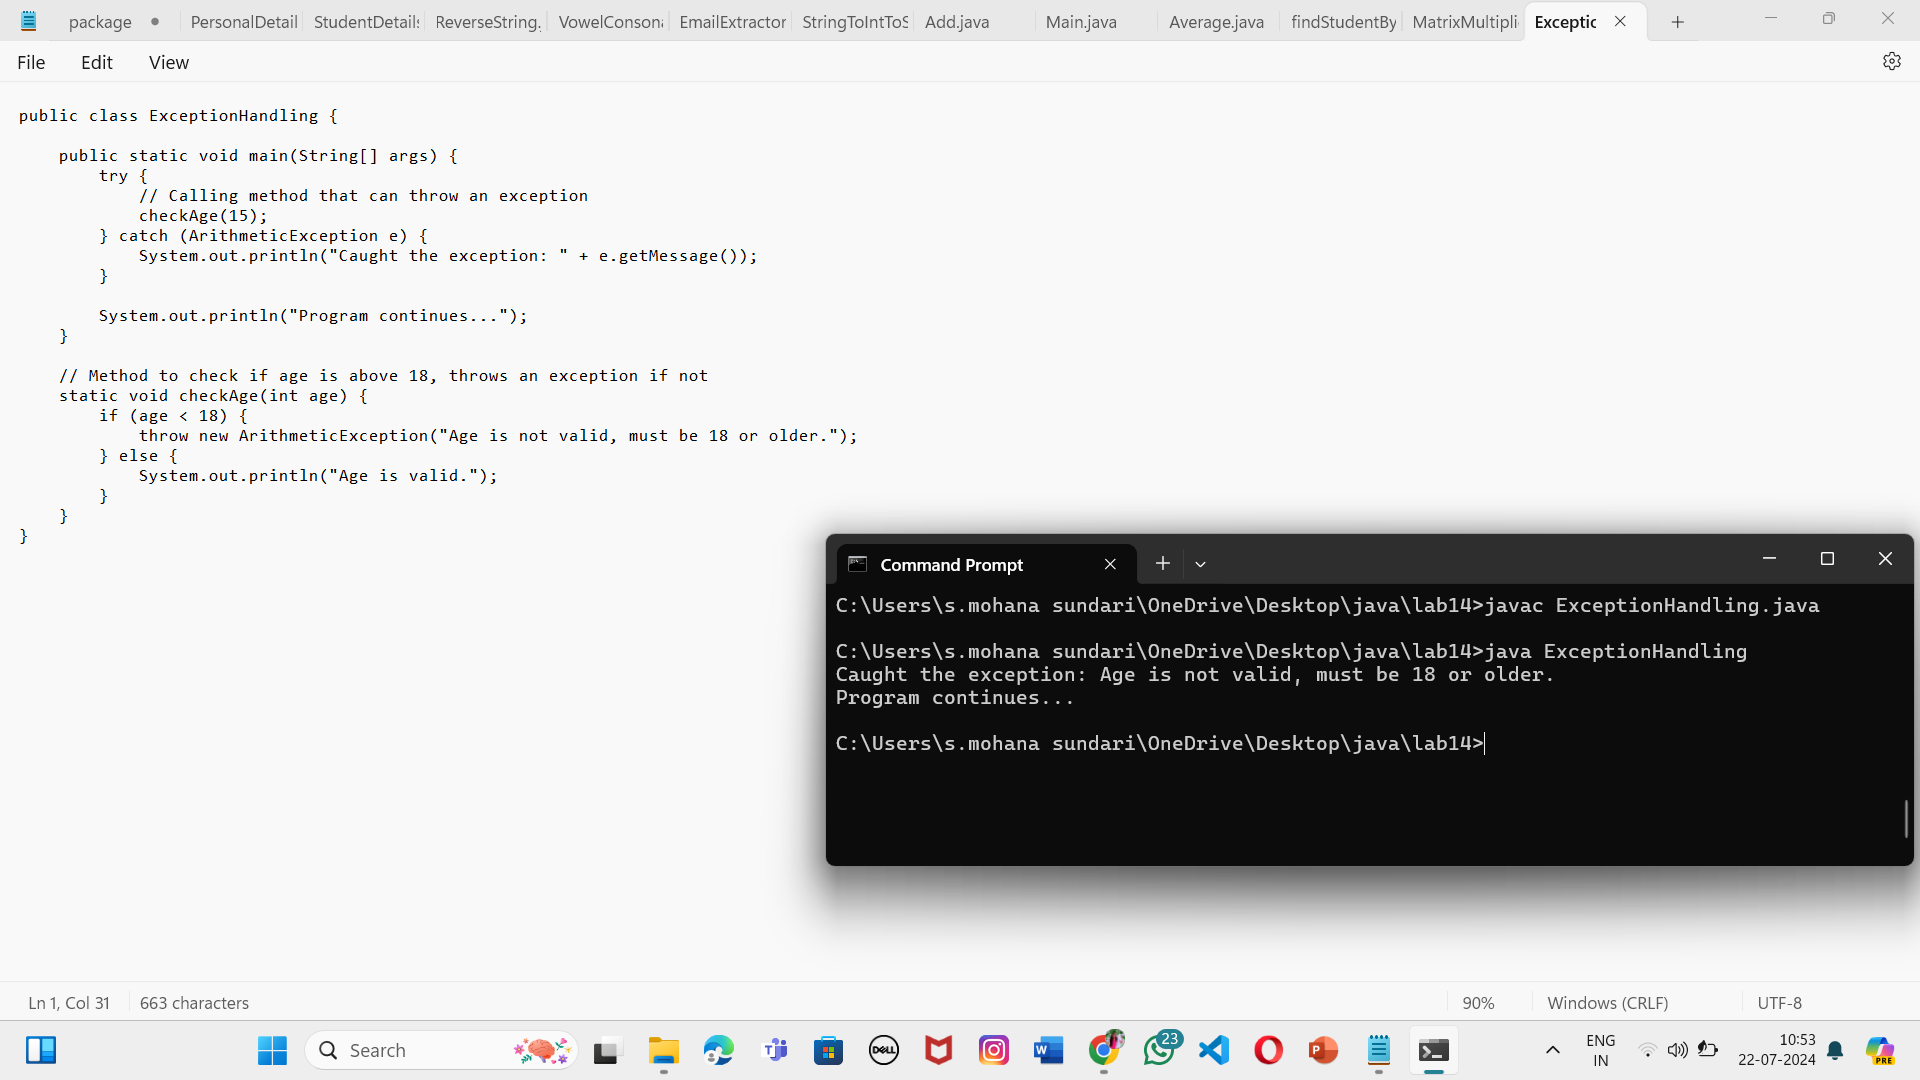 package PersonalDetail StudentDetails ReverseString. VowelConsona EmailExtractor StringToIntToS Add.java Main.java Average.java findStudentBy MatrixMultipli Exceptic
File Edit View
public class ExceptionHandling {
public static void main(String[] args) {
try {
// Calling method that can throw an exception
checkAge(15);
} catch (ArithmeticException e) {
System.out.println("Caught the exception: " + e.getMessage());
}
System.out.println("Program continues...");
}
// Method to check if age is above 18, throws an exception if not
static void checkAge(int age) {
if (age < 18) {
throw new ArithmeticException("Age is not valid, must be 18 or older.");
} else {
System.out.println("Age is valid.");
}
}
}
Command Prompt
C:\Users\s.mohana sundari\OneDrive\Desktop\java\lab14>javac ExceptionHandling.java
C:\Users\s.mohana sundari\OneDrive\Desktop\java\lab14>java ExceptionHandling
Caught the exception: Age is not valid, must be 18 or older.
Program continues...
C:\Users\s.mohana sundari\OneDrive\Desktop\java\lab14>
Ln 1, Col 31 663 characters 90% Windows (CRLF) UTF-8
Search
DELL
23
ENG
IN
10:53
22-07-2024
PRE